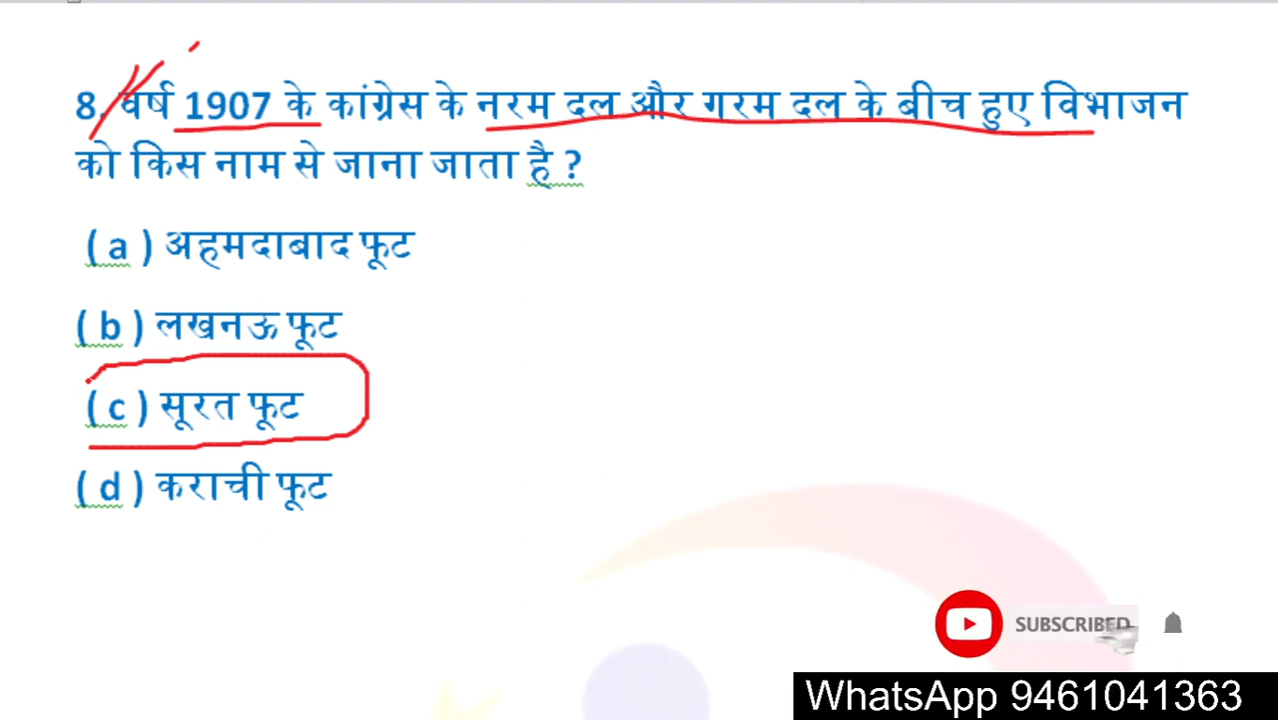 8. वर्ष 1907 के कांग्रेस के नरम दल और गरम दल के बीच हुए विभाजन
को किस नाम से जाना जाता है ?
( a ) अहमदाबाद फूट
( b ) लखनऊ फूट
( c ) सूरत फूट
( d ) कराची फूट
SUBSCRIBED
WhatsApp 9461041363